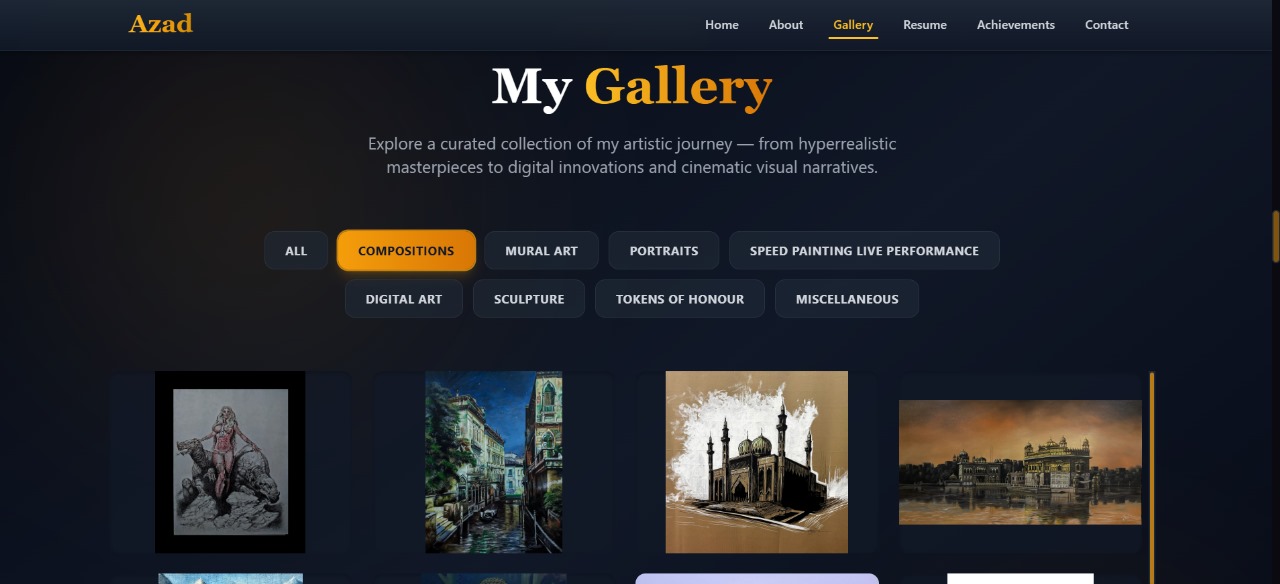 Azad
Home
About
Gallery
Resume
Achievements
Contact
My Gallery
Explore a curated collection of my artistic journey — from hyperrealistic
masterpieces to digital innovations and cinematic visual narratives.
ALL
COMPOSITIONS
MURAL ART
PORTRAITS
SPEED PAINTING LIVE PERFORMANCE
DIGITAL ART
SCULPTURE
TOKENS OF HONOUR
MISCELLANEOUS